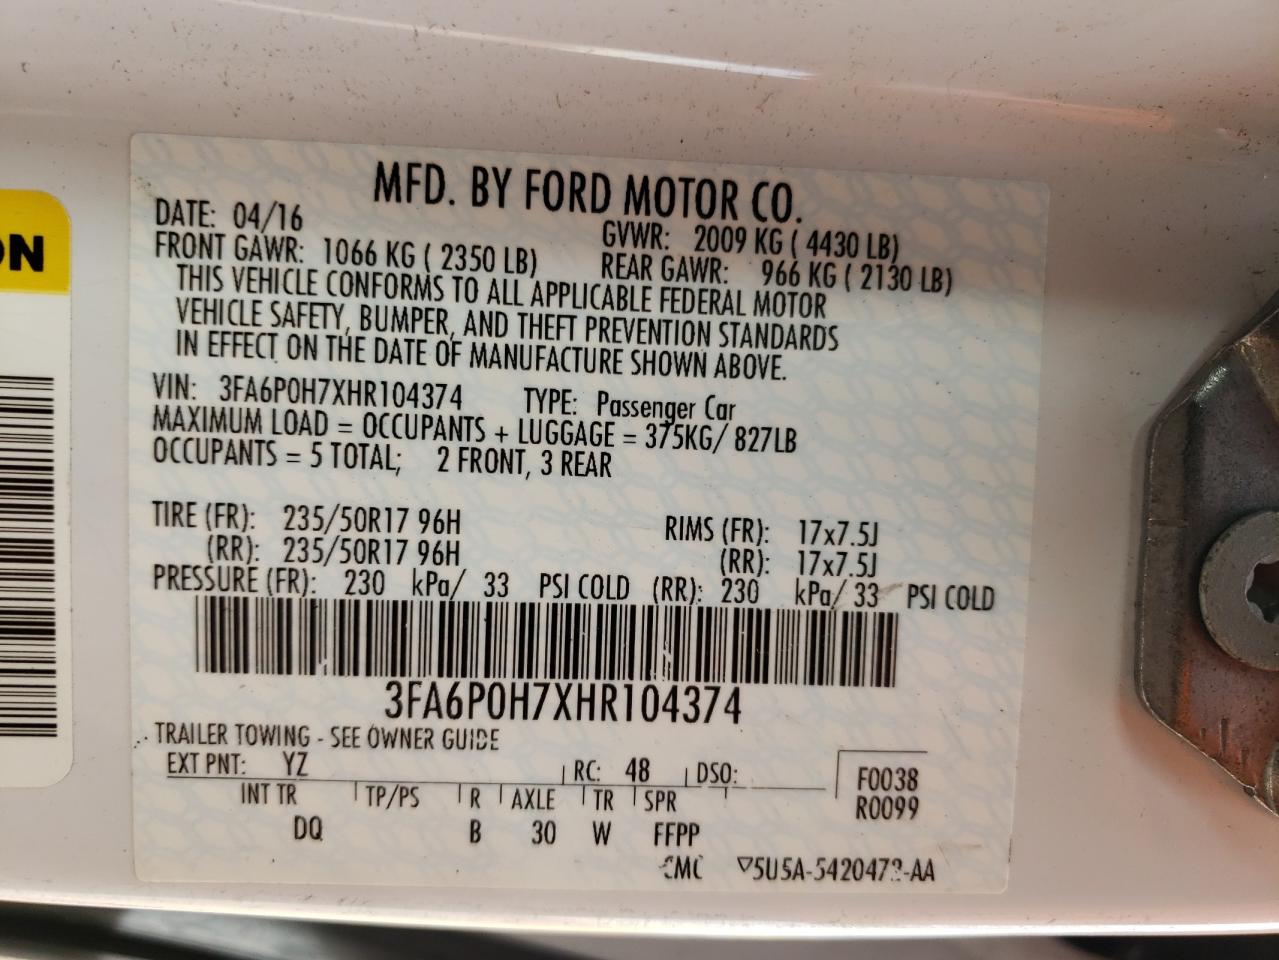 MFD. BY FORD MOTOR CO.
DATE: 04/16 GVWR: 2009 KG ( 4430 LB)
FRONT GAWR: 1066 KG ( 2350 LB) REAR GAWR: 966 KG ( 2130 LB)
THIS VEHICLE CONFORMS TO ALL APPLICABLE FEDERAL MOTOR
VEHICLE SAFETY, BUMPER, AND THEFT PREVENTION STANDARDS
IN EFFECT ON THE DATE OF MANUFACTURE SHOWN ABOVE.
VIN: 3FA6P0H7XHR104374 TYPE: Passenger Car
MAXIMUM LOAD = OCCUPANTS + LUGGAGE = 375KG/ 827LB
OCCUPANTS = 5 TOTAL; 2 FRONT, 3 REAR
TIRE (FR): 235/50R17 96H RIMS (FR): 17x7.5J
(RR): 235/50R17 96H (RR): 17x7.5J
PRESSURE (FR): 230 kPa/ 33 PSI COLD (RR): 230 kPa/ 33 PSI COLD
3FA6P0H7XHR104374
TRAILER TOWING - SEE OWNER GUIDE
EXT PNT: YZ RC: 48 DSO: F0038
INT TR TP/PS R AXLE TR SPR R0099
DQ B 30 W FFPP
ON